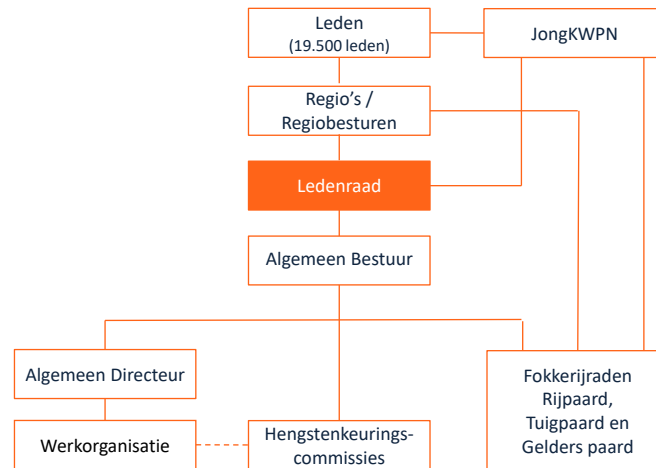 Leden
(19.500 leden)
JongKWPN
Regio's /
Regiobesturen
Ledenraad
Algemeen Bestuur
Algemeen Directeur
Werkorganisatie
Hengstenkeurings-
commissies
Fokkerijraden
Rijpaard,
Tuigpaard en
Gelders paard